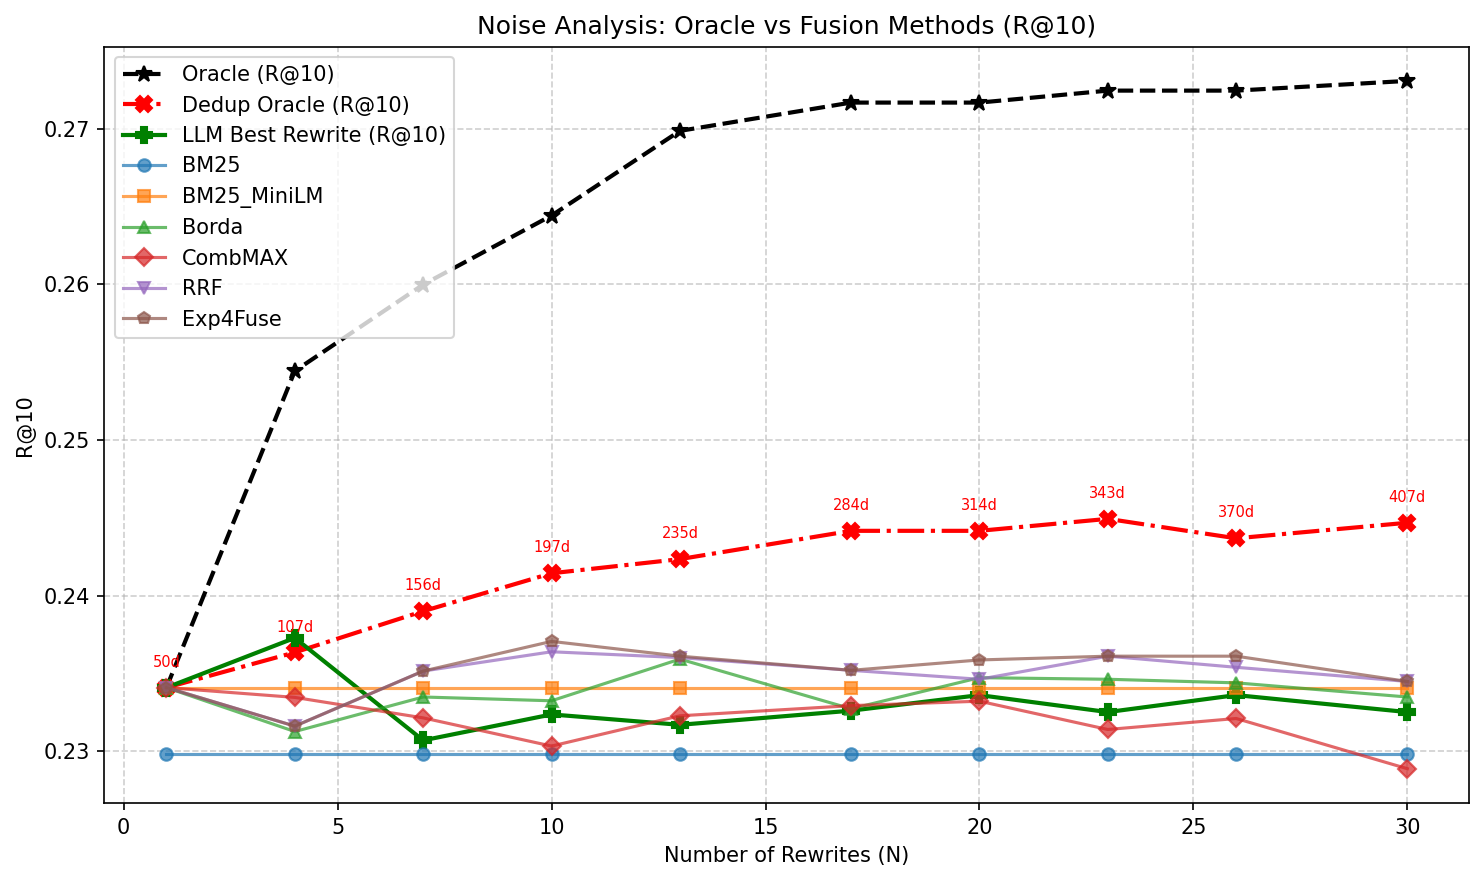 Noise Analysis: Oracle vs Fusion Methods (R@10)
Oracle (R@10)
Dedup Oracle (R@10)
LLM Best Rewrite (R@10)
BM25
BM25_MiniLM
Borda
CombMAX
RRF
Exp4Fuse
R@10
0.27
0.26
0.25
0.24
0.23
50d
107d
156d
197d
235d
284d
314d
343d
370d
407d
0
5
10
15
20
25
30
Number of Rewrites (N)